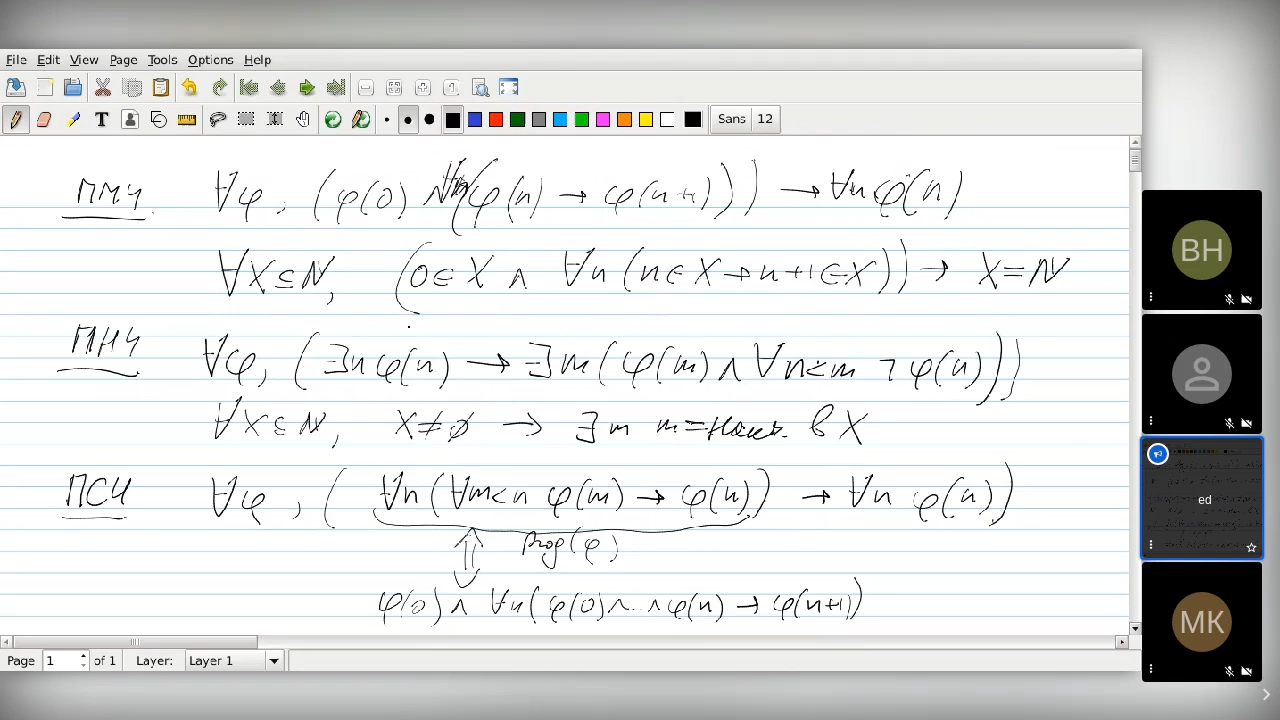 File Edit View Page Tools Options Help
Sans 12
ПМИ ∀φ, (φ(0) ∧ ∀n(φ(n) → φ(n+1))) → ∀n φ(n)
∀X⊆ℕ, (0∈X ∧ ∀n(n∈X → n+1∈X)) → X=ℕ
ПНЧ ∀φ, (∃nφ(n) → ∃m(φ(m) ∧ ∀n<m ¬φ(n)))
∀X⊆ℕ, X≠∅ → ∃m m=наим. в X
ПСИ ∀φ, (∀n(∀m<n φ(m) → φ(n)) → ∀n φ(n))
Prog(φ)
φ(0) ∧ ∀n(φ(0)∧..∧φ(n) → φ(n+1))
Page 1 of 1 Layer: Layer 1
BH
ed
MK